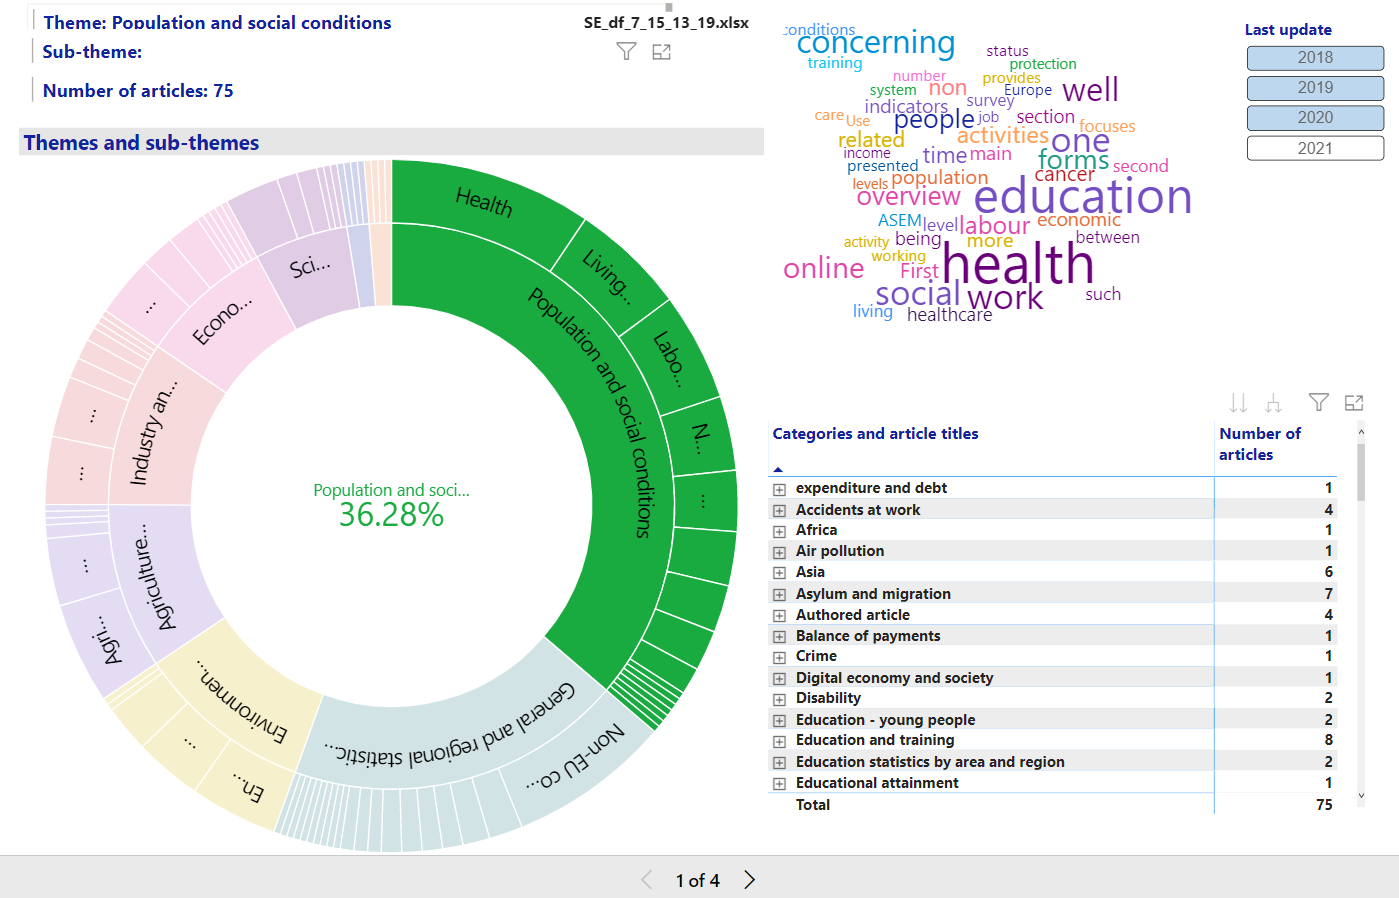 Theme: Population and social conditions
SE_df_7_15_13_19.xlsx
Sub-theme:
Number of articles: 75
Themes and sub-themes
Health
Living...
Labo...
N...
...
Population and social conditions
General and regional statistic...
Non-EU co...
Environmen...
En...
...
Agriculture...
Agri...
...
Industry an...
...
...
Econo...
...
Sci...
Population and soci...
36.28%
conditions
concerning
status
training
protection
number
provides
system
non
Europe
well
indicators
survey
care
Use
people
job
section
related
activities
one
focuses
income
time
main
forms
second
presented
cancer
levels
population
overview
education
ASEM
level
labour
economic
activity
being
more
between
working
online
First
health
social
work
such
living
healthcare
Last update
2018
2019
2020
2021
Categories and article titles
Number of articles
expenditure and debt 1
Accidents at work 4
Africa 1
Air pollution 1
Asia 6
Asylum and migration 7
Authored article 4
Balance of payments 1
Crime 1
Digital economy and society 1
Disability 2
Education - young people 2
Education and training 8
Education statistics by area and region 2
Educational attainment 1
Total 75
1 of 4